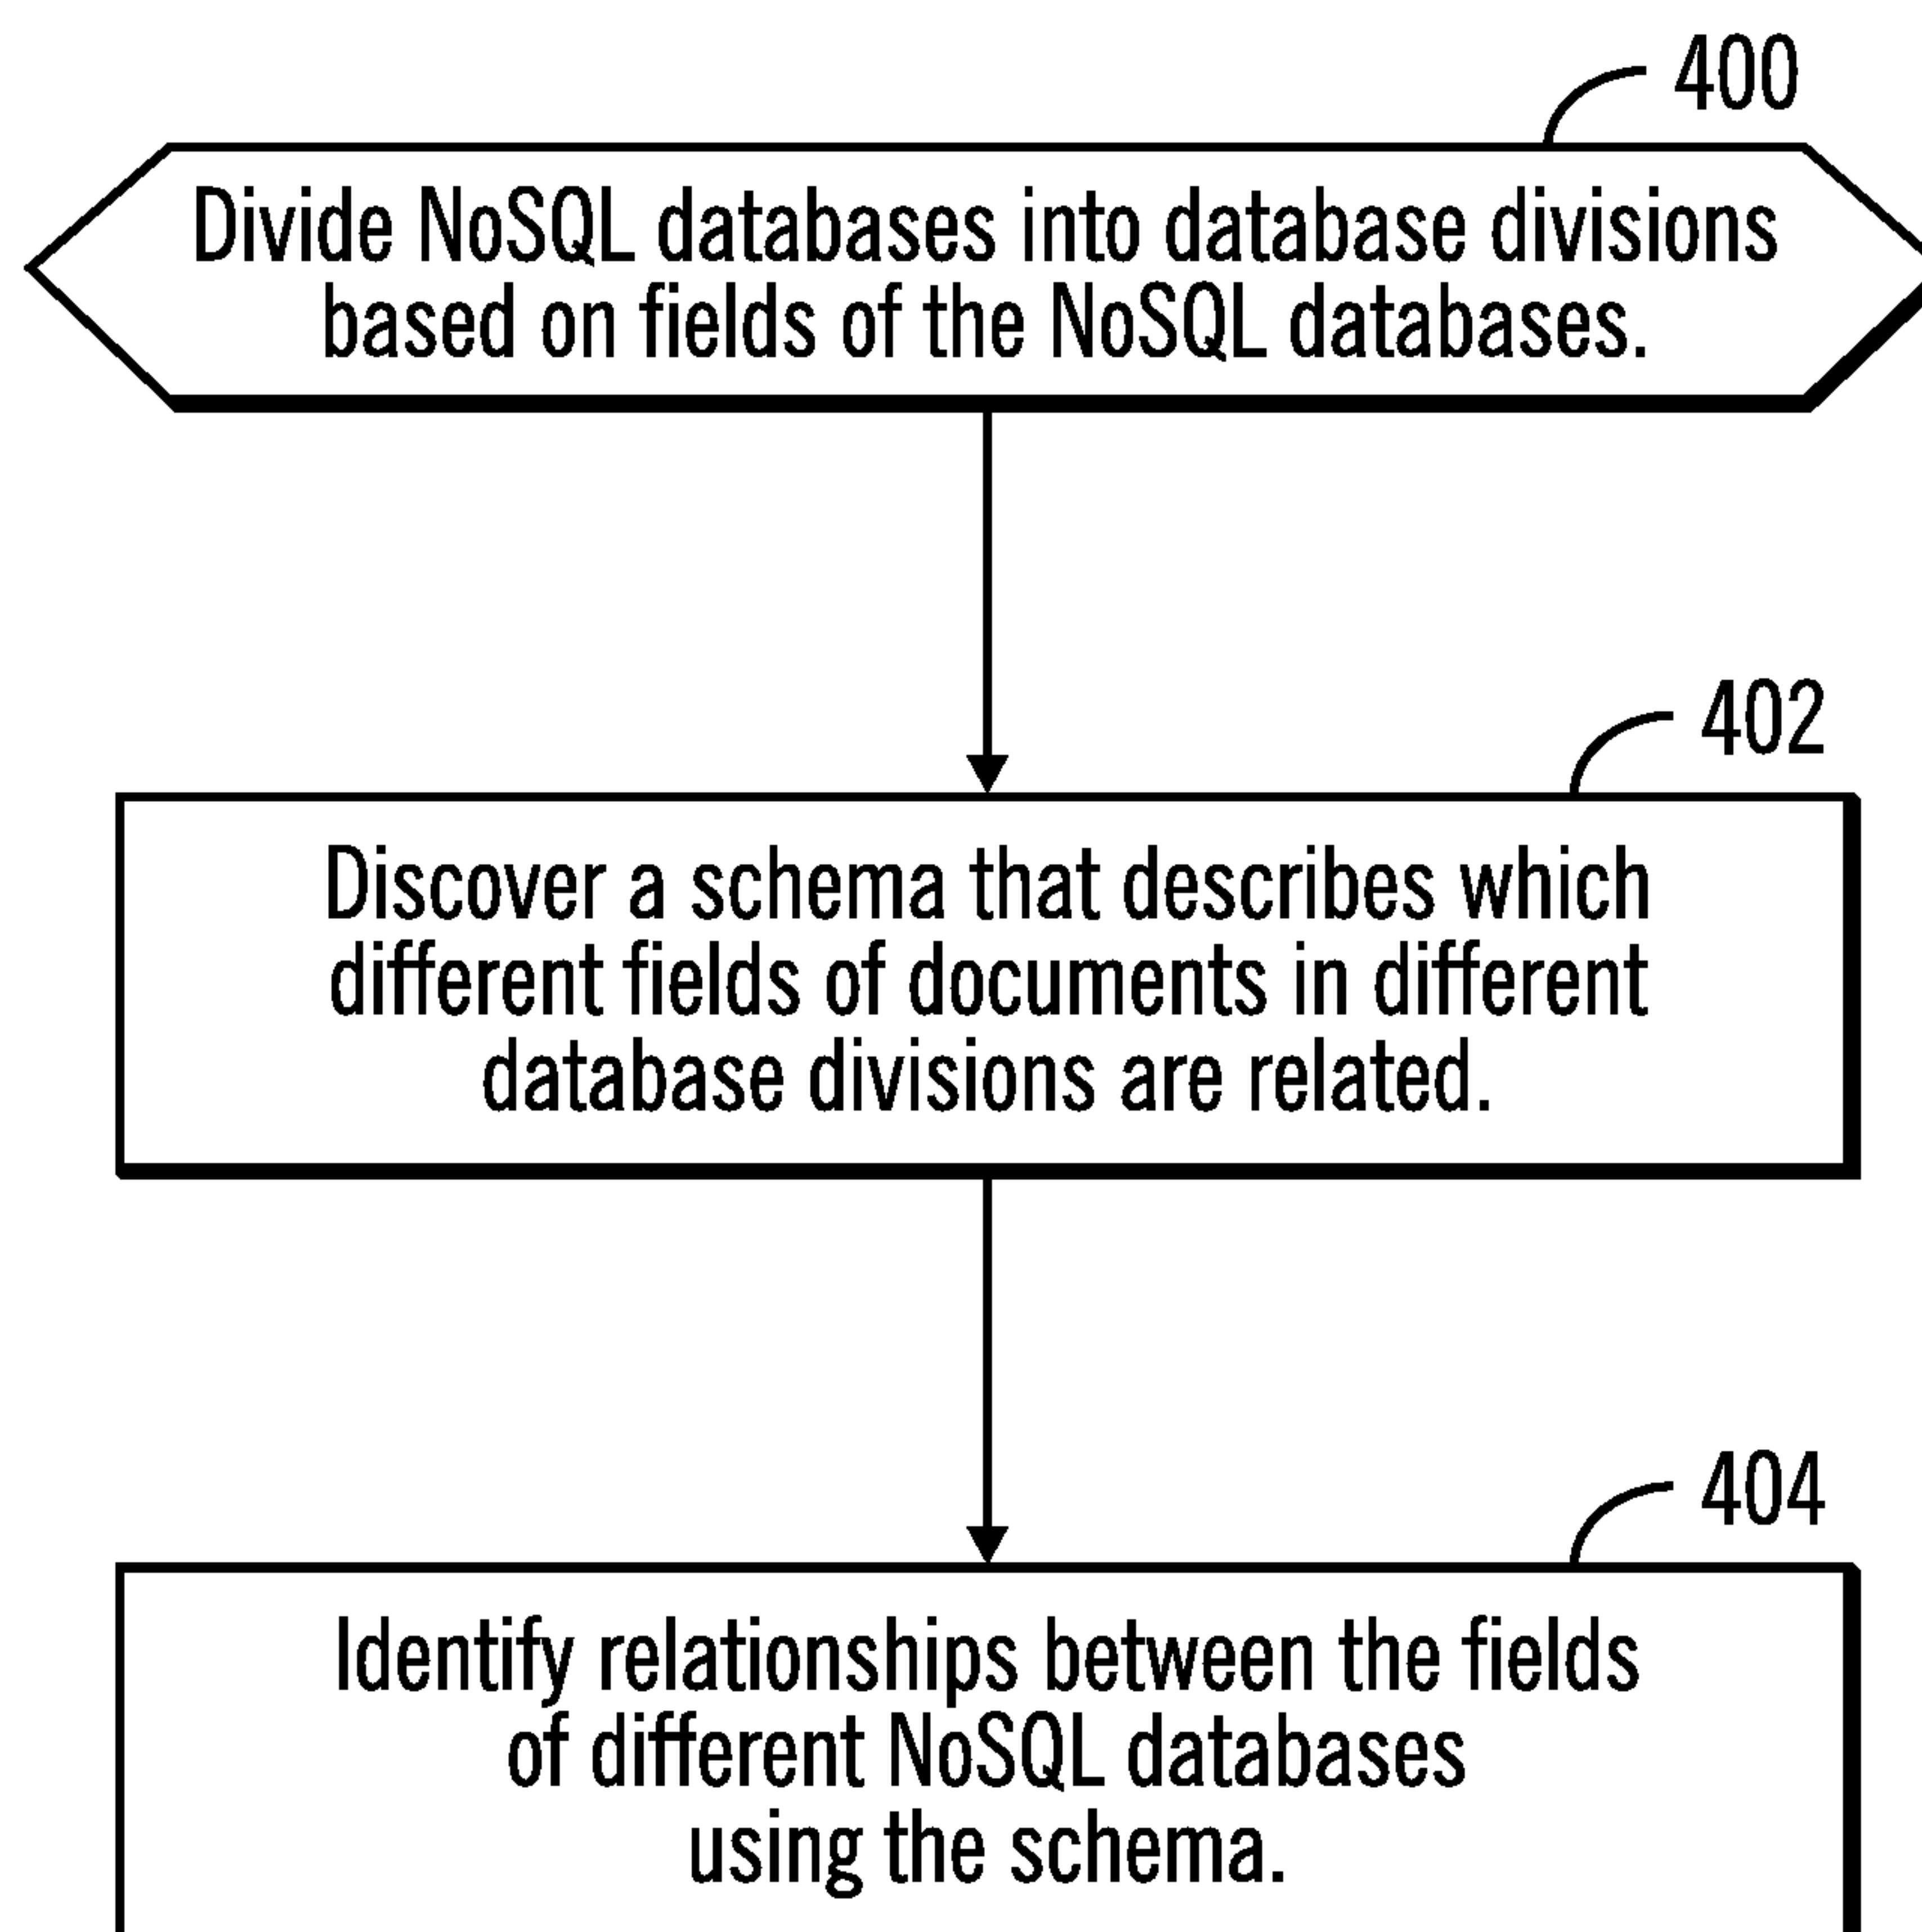 400
Divide NoSQL databases into database divisions
based on fields of the NoSQL databases.
402
Discover a schema that describes which
different fields of documents in different
database divisions are related.
404
Identify relationships between the fields
of different NoSQL databases
using the schema.